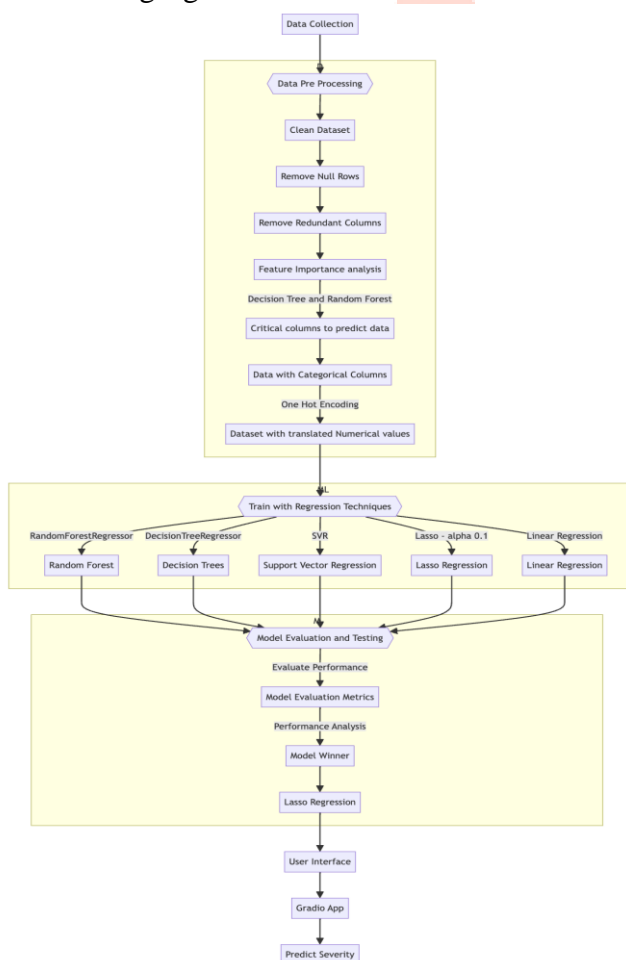 Data Collection
Data Pre Processing
Clean Dataset
Remove Null Rows
Remove Redundant Columns
Feature Importance analysis
Decision Tree and Random Forest
Critical columns to predict data
Data with Categorical Columns
One Hot Encoding
Dataset with translated Numerical values
Train with Regression Techniques
RandomForestRegressor DecisionTreeRegressor SVR Lasso - alpha 0.1 Linear Regression
Random Forest Decision Trees Support Vector Regression Lasso Regression Linear Regression
Model Evaluation and Testing
Evaluate Performance
Model Evaluation Metrics
Performance Analysis
Model Winner
Lasso Regression
User Interface
Gradio App
Predict Severity